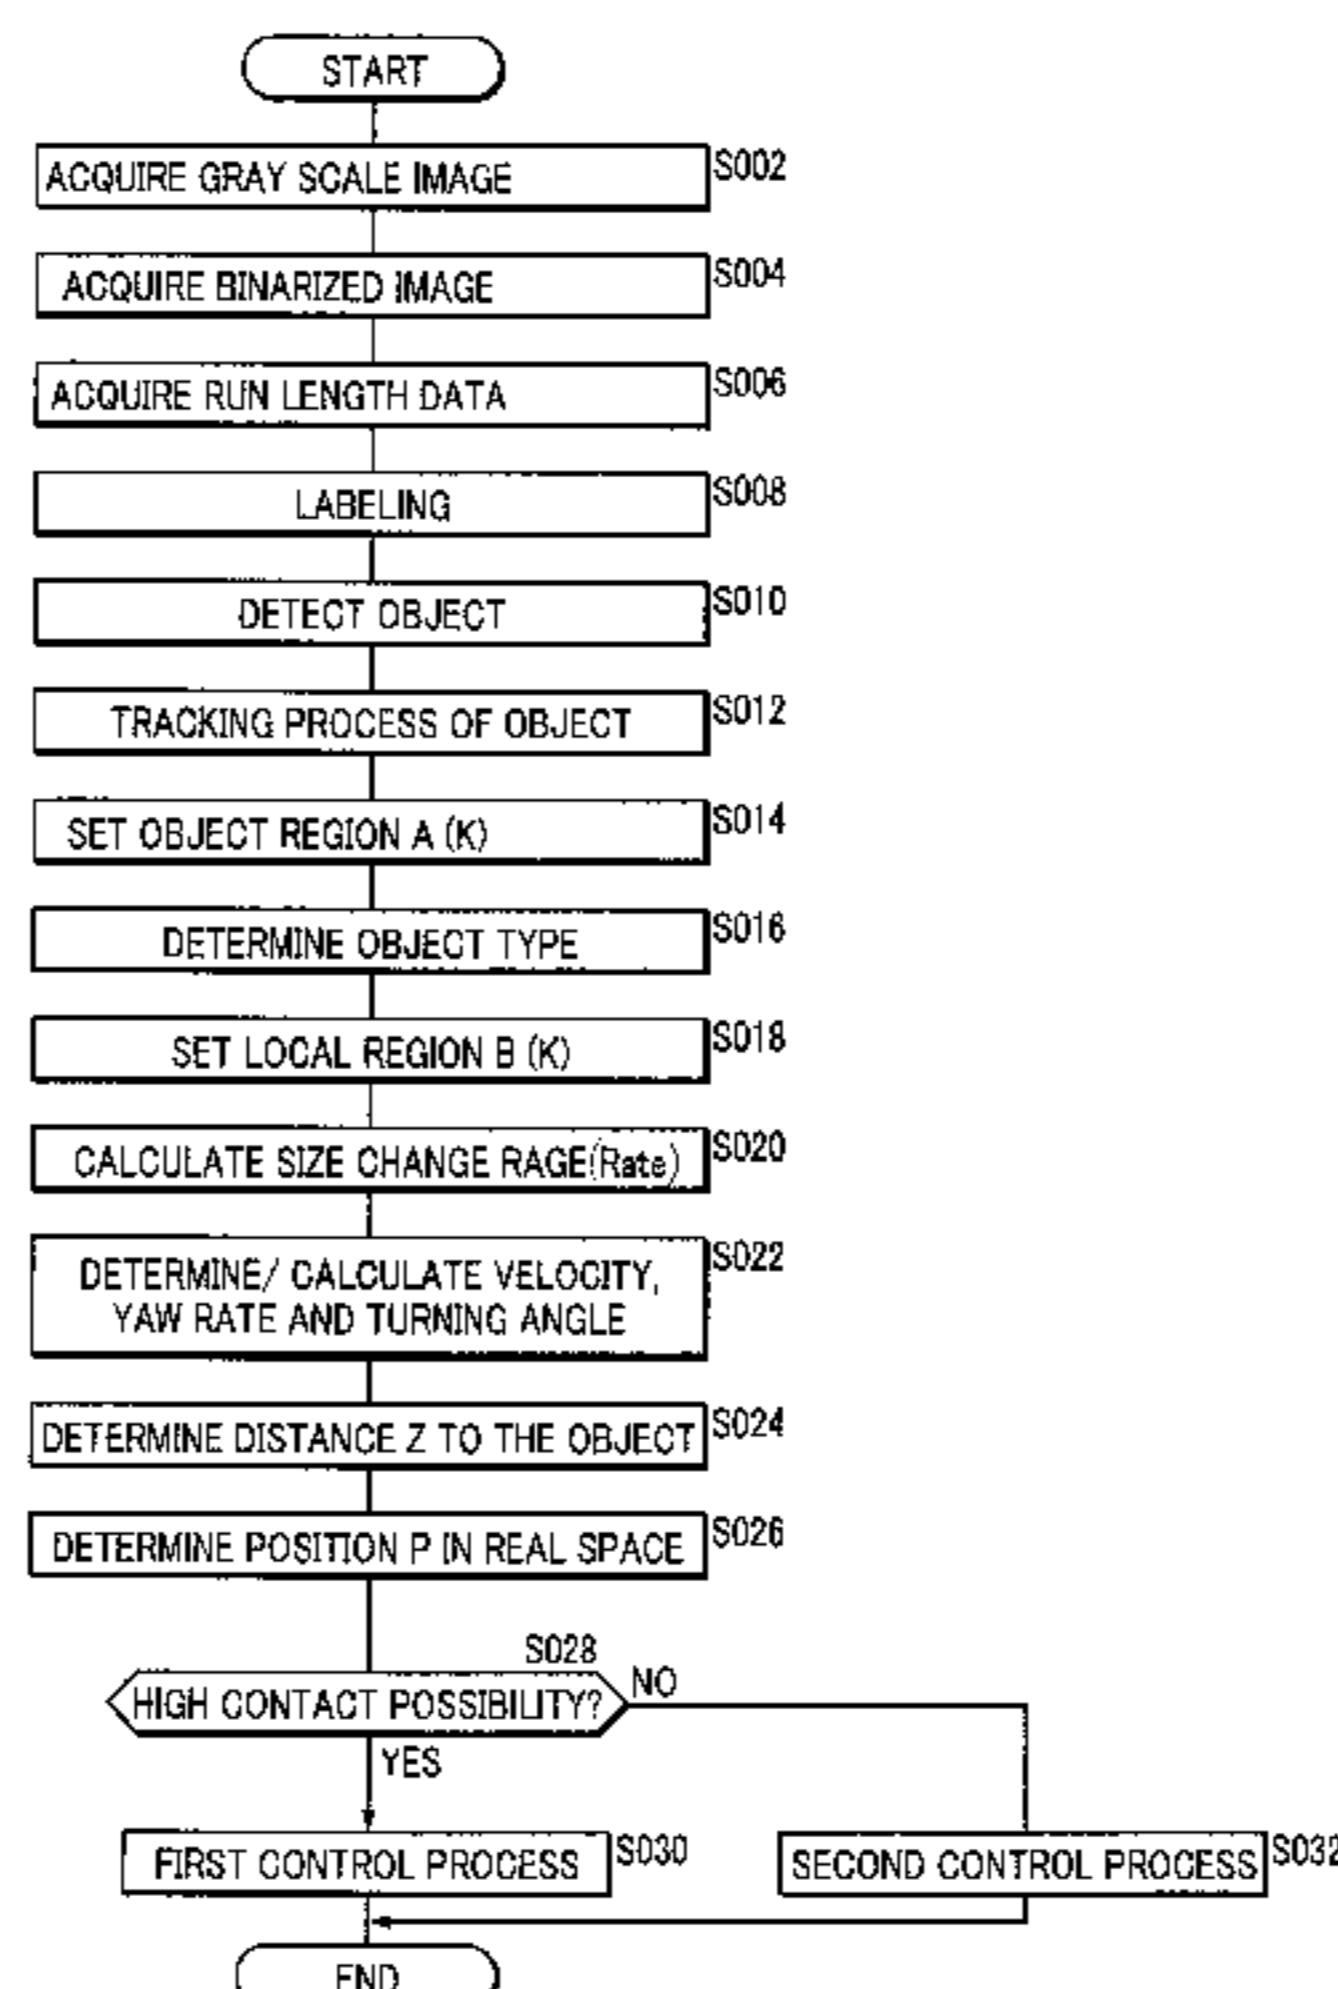 START
ACQUIRE GRAY SCALE IMAGE S002
ACQUIRE BINARIZED IMAGE S004
ACQUIRE RUN LENGTH DATA S006
LABELING S008
DETECT OBJECT S010
TRACKING PROCESS OF OBJECT S012
SET OBJECT REGION A (K) S014
DETERMINE OBJECT TYPE S016
SET LOCAL REGION B (K) S018
CALCULATE SIZE CHANGE RAGE(Rate) S020
DETERMINE/ CALCULATE VELOCITY, S022
YAW RATE AND TURNING ANGLE
DETERMINE DISTANCE Z TO THE OBJECT S024
DETERMINE POSITION P IN REAL SPACE S026
S028
HIGH CONTACT POSSIBILITY? NO
YES
FIRST CONTROL PROCESS S030
SECOND CONTROL PROCESS S032
END